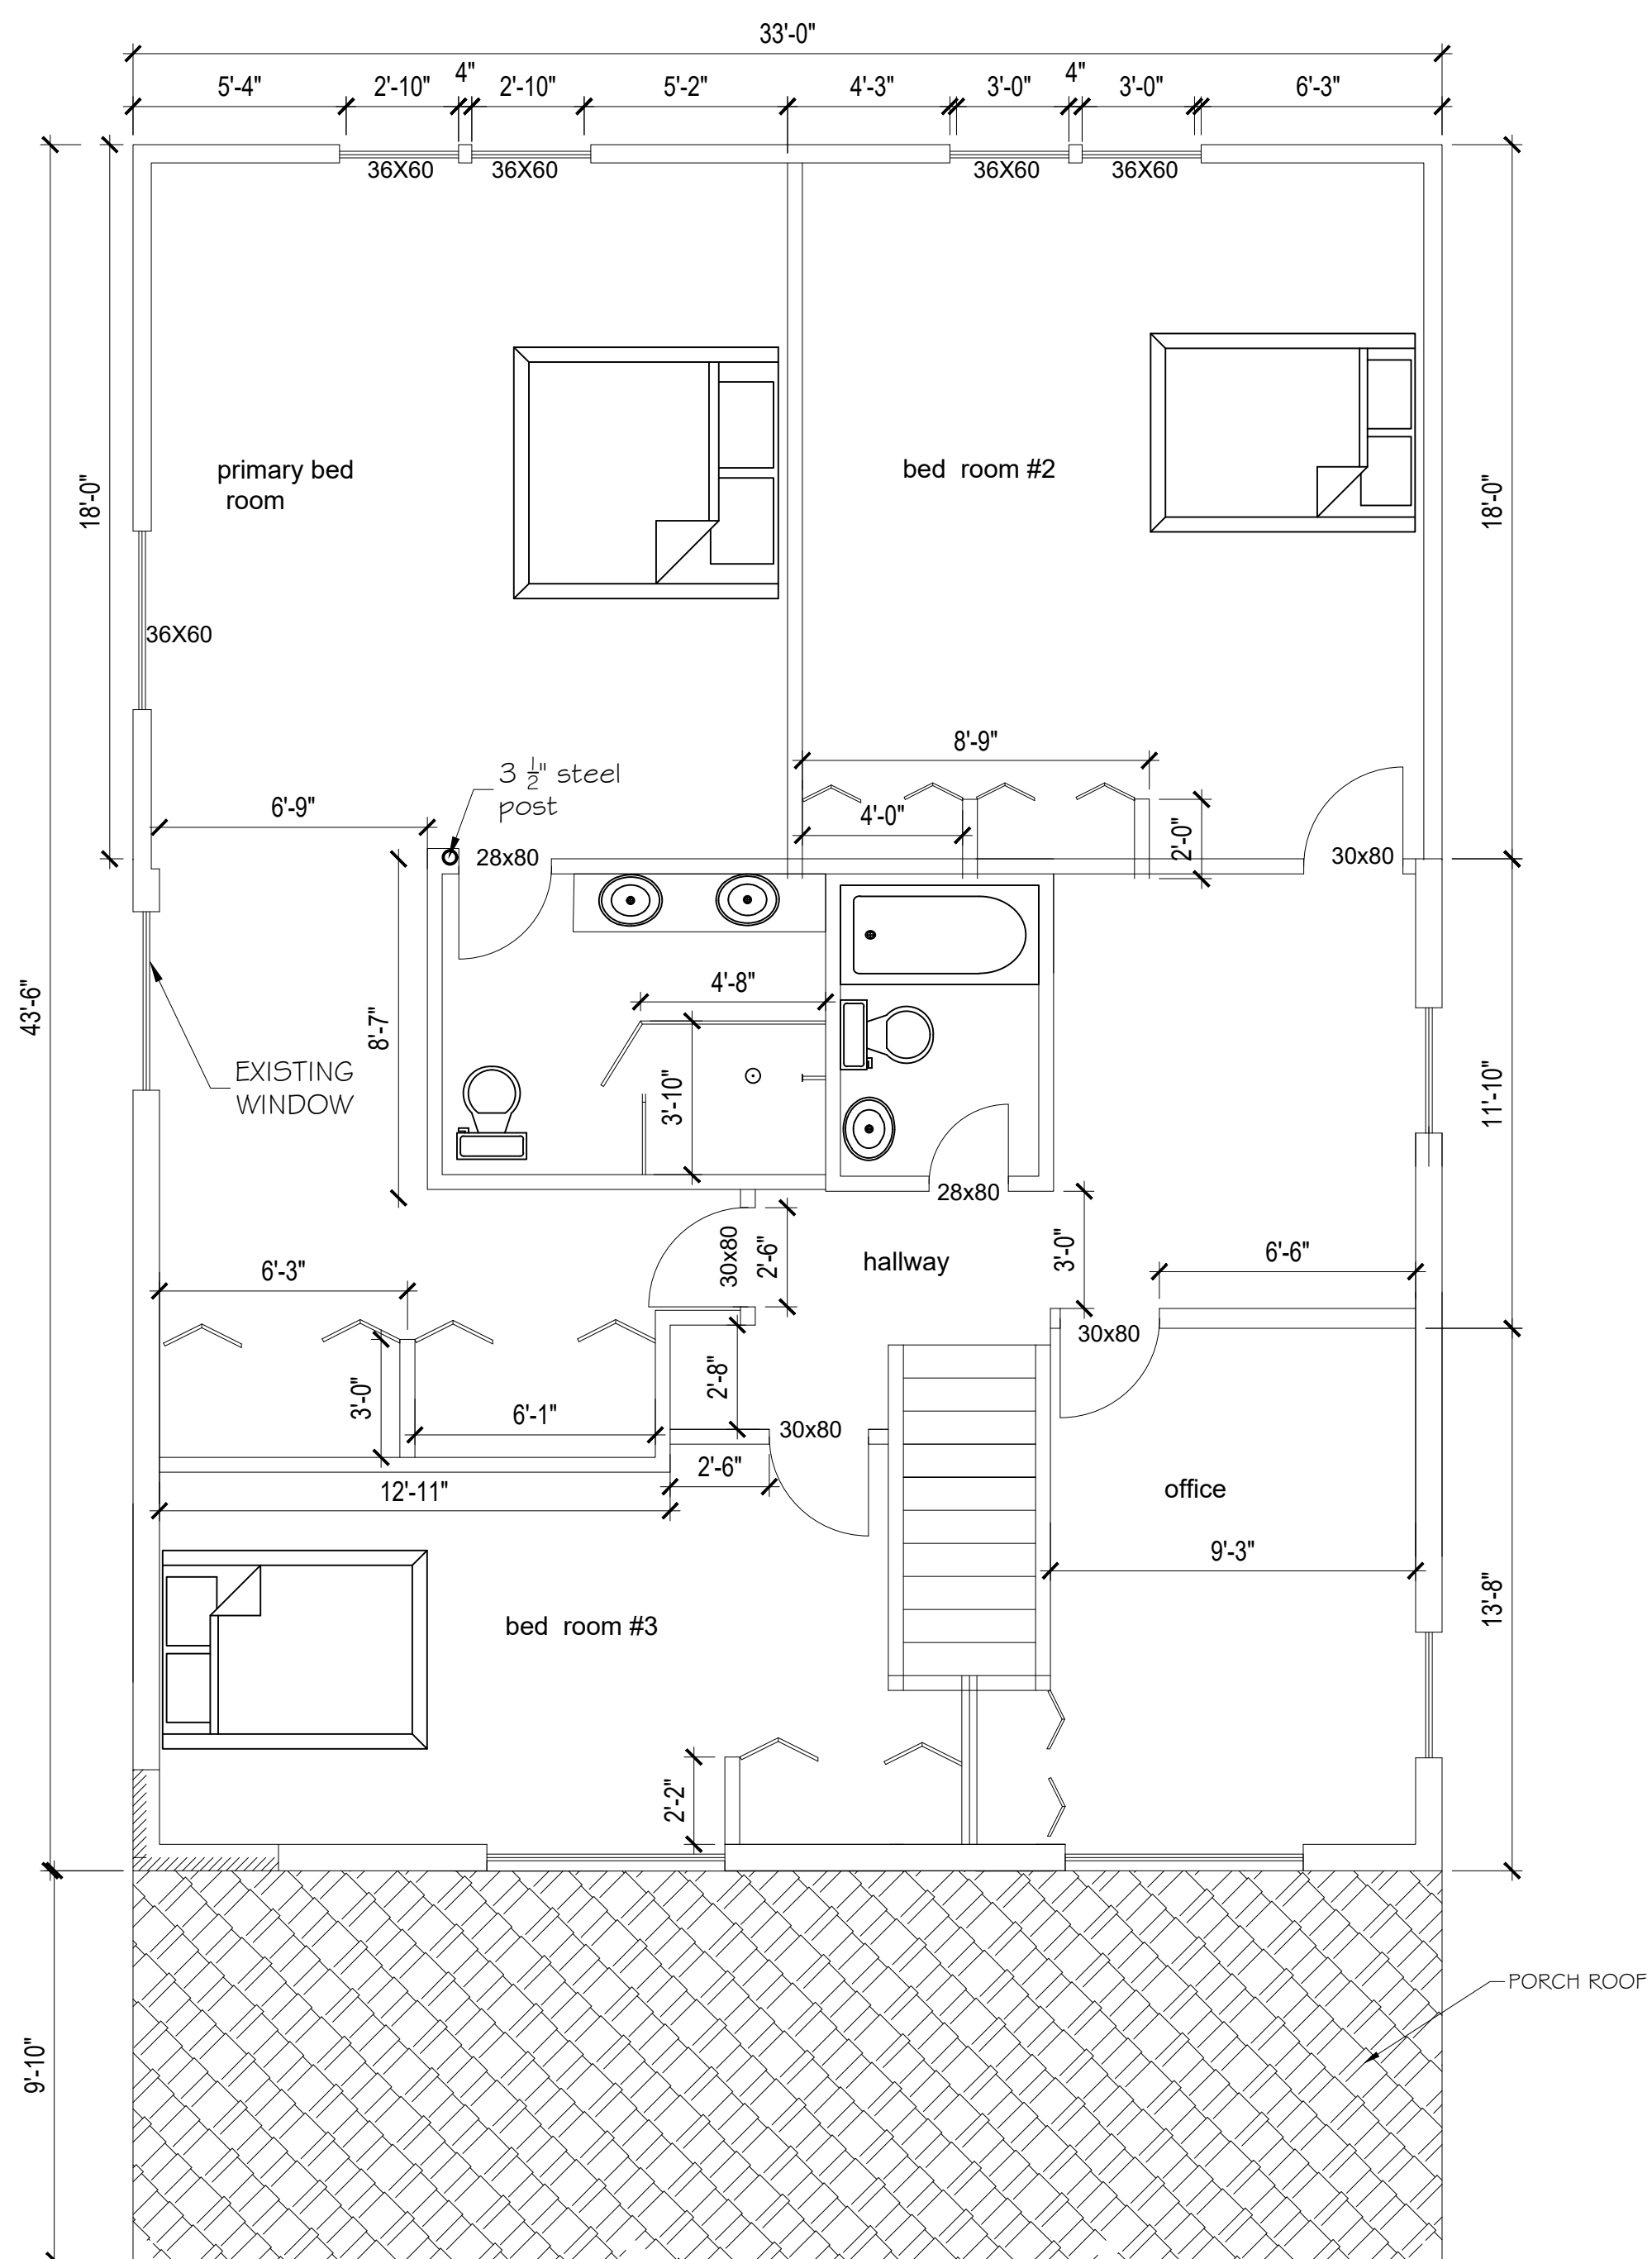 33'-0"
5'-4"
2'-10"
4"
2'-10"
5'-2"
4'-3"
3'-0"
4"
3'-0"
6'-3"
36X60
36X60
36X60
36X60
primary bed
room
bed room #2
18'-0"
18'-0"
36X60
8'-9"
3 1/2" steel
post
6'-9"
4'-0"
2'-0"
28x80
30x80
43'-6"
4'-8"
8'-7"
EXISTING
WINDOW
3'-10"
11'-10"
28x80
30x80
2'-6"
hallway
3'-0"
6'-6"
6'-3"
30x80
2'-8"
3'-0"
6'-1"
30x80
2'-6"
12'-11"
office
9'-3"
13'-8"
bed room #3
2'-2"
PORCH ROOF
9'-10"